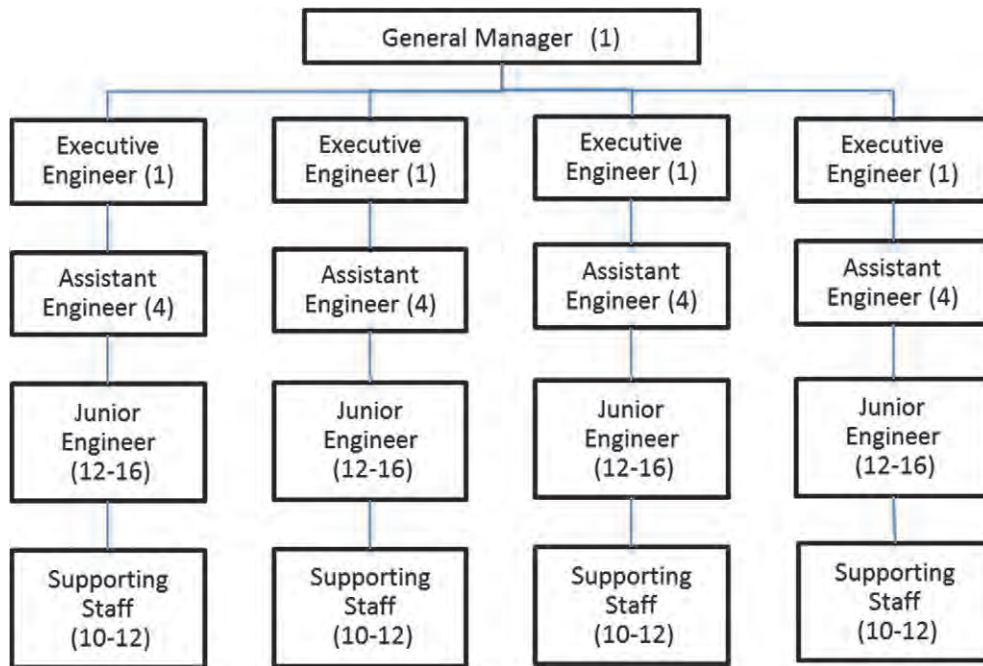 General Manager (1)
Executive
Engineer (1)
Executive
Engineer (1)
Executive
Engineer (1)
Executive
Engineer (1)
Assistant
Engineer (4)
Assistant
Engineer (4)
Assistant
Engineer (4)
Assistant
Engineer (4)
Junior
Engineer
(12-16)
Junior
Engineer
(12-16)
Junior
Engineer
(12-16)
Junior
Engineer
(12-16)
Supporting
Staff
(10-12)
Supporting
Staff
(10-12)
Supporting
Staff
(10-12)
Supporting
Staff
(10-12)